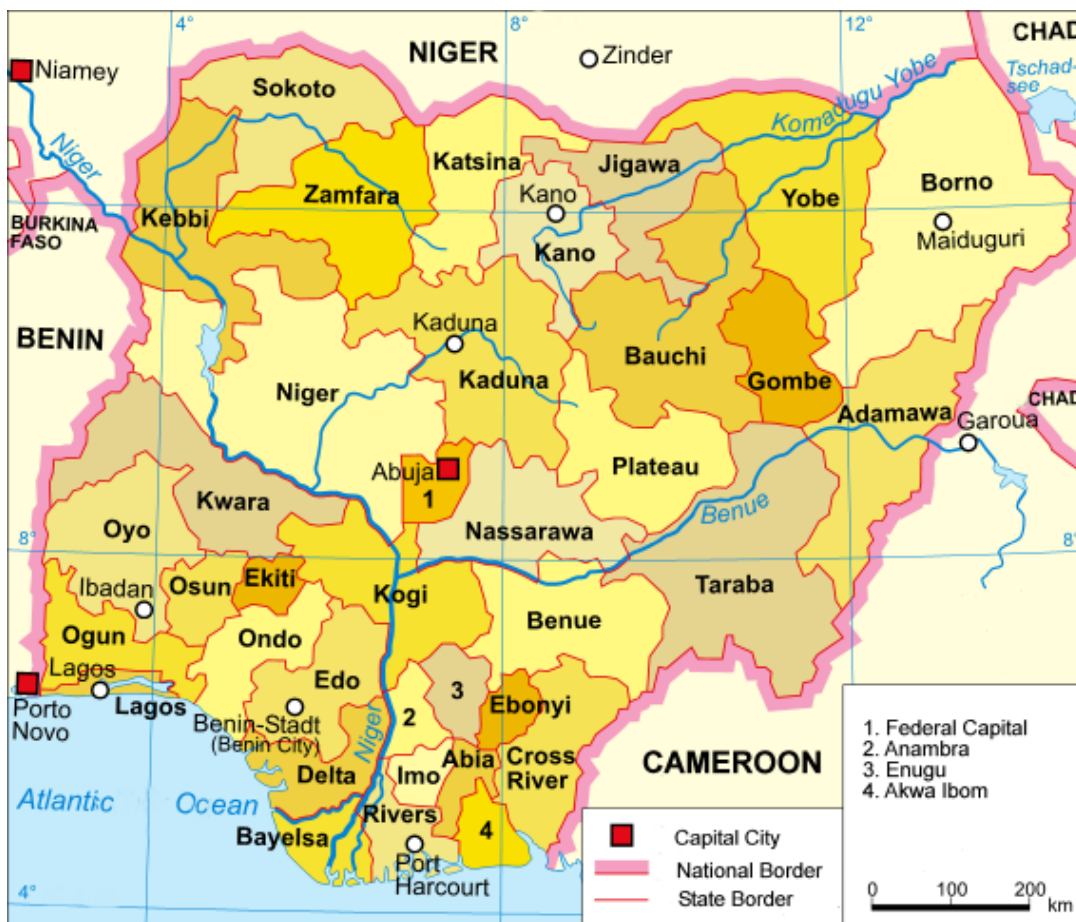 4°
8°
12°
NIGER
CHAD
Niamey
Zinder
Tschad-
see
Sokoto
Komadugu Yobe
Niger
Katsina
Jigawa
Zamfara
Kano
Yobe
Borno
Kebbi
BURKINA
FASO
Kano
Maiduguri
BENIN
Kaduna
Bauchi
Niger
Kaduna
Gombe
Adamawa
CHAD
Garoua
Abuja
1
Plateau
Kwara
Nassarawa
Benue
Oyo
8°
8°
Ibadan
Osun
Ekiti
Kogi
Taraba
Benue
Ogun
Ondo
Lagos
Edo
3
Ebonyi
Porto
Novo
Lagos
Benin-Stadt
(Benin City)
Niger
2
Abia
Cross
River
CAMEROON
Delta
Imo
Atlantic Ocean
Rivers
Bayelsa
4
Port
Harcourt
4°
1. Federal Capital
2. Anambra
3. Enugu
4. Akwa Ibom
Capital City
National Border
State Border
0 100 200
km